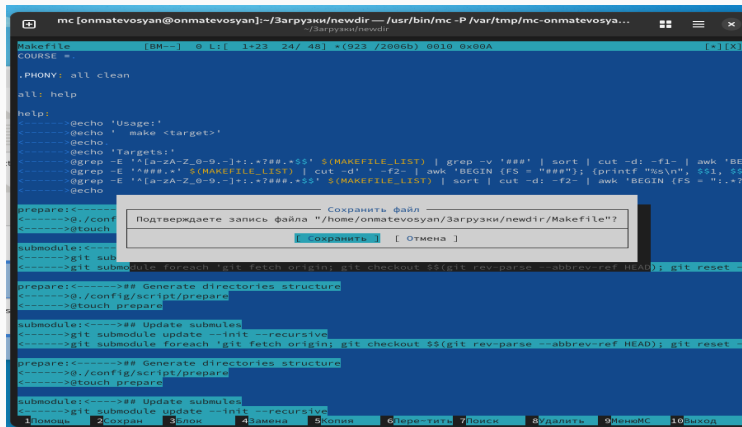 mc [onmatevosyan@onmatevosyan]:~/Загрузки/newdir — /usr/bin/mc -P /var/tmp/mc-onmatevosya...
~/Загрузки/newdir
Makefile [BM--] 0 L:[ 1+23 24/ 48] *(923 /2006b) 0010 0x00A [*][X]
COURSE =.
.PHONY: all clean
all: help
help:
<------>@echo 'Usage:'
<------>@echo '  make <target>'
<------>@echo.
<------>@echo 'Targets:'
<------>@grep -E '^[a-zA-Z_0-9.-]+:.*?##.*$$' $(MAKEFILE_LIST) | grep -v '###' | sort | cut -d: -f1- | awk 'BE
<------>@grep -E '^###.*' $(MAKEFILE_LIST) | cut -d' ' -f2- | awk 'BEGIN {FS = "###"}; {printf "%s\n", $$1, $$
<------>@grep -E '^[a-zA-Z_0-9.-]+:.*?###.*$$' $(MAKEFILE_LIST) | sort | cut -d: -f2- | awk 'BEGIN {FS = ":.*?
<------>@echo
prepare:<-
<------>@./conf
<------>@touch
Сохранить файл
Подтверждаете запись файла "/home/onmatevosyan/Загрузки/newdir/Makefile"?
[ Сохранить ] [ Отмена ]
submodule:<----
<------>git sub
<------>git submodule foreach 'git fetch origin; git checkout $$(git rev-parse --abbrev-ref HEAD); git reset -
prepare:<------>## Generate directories structure
<------>@./config/script/prepare
<------>@touch prepare
submodule:<---->## Update submules
<------>git submodule update --init --recursive
<------>git submodule foreach 'git fetch origin; git checkout $$(git rev-parse --abbrev-ref HEAD); git reset -
prepare:<------>## Generate directories structure
<------>@./config/script/prepare
<------>@touch prepare
submodule:<---->## Update submules
<------>git submodule update --init --recursive
1Помощь 2Сохран 3Блок 4Замена 5Копия 6Пере~тить 7Поиск 8Удалить 9МенюMC 10Выход